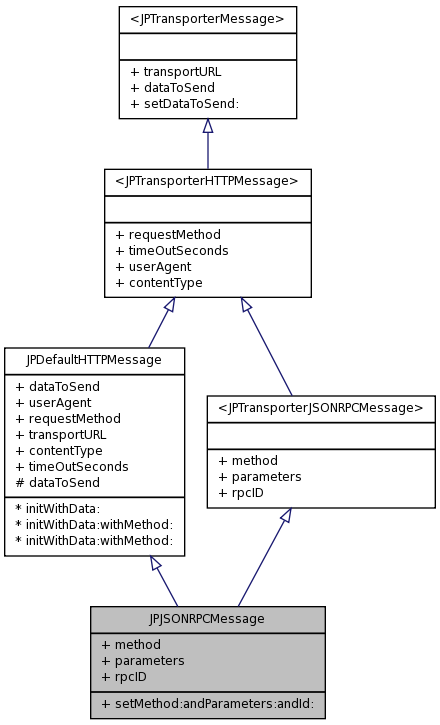 <JPTransporterMessage>
+ transportURL
+ dataToSend
+ setDataToSend:
<JPTransporterHTTPMessage>
+ requestMethod
+ timeOutSeconds
+ userAgent
+ contentType
JPDefaultHTTPMessage
+ dataToSend
+ userAgent
+ requestMethod
+ transportURL
+ contentType
+ timeOutSeconds
# dataToSend
* initWithData:
* initWithData:withMethod:
* initWithData:withMethod:
<JPTransporterJSONRPCMessage>
+ method
+ parameters
+ rpcID
JPJSONRPCMessage
+ method
+ parameters
+ rpcID
+ setMethod:andParameters:andId: